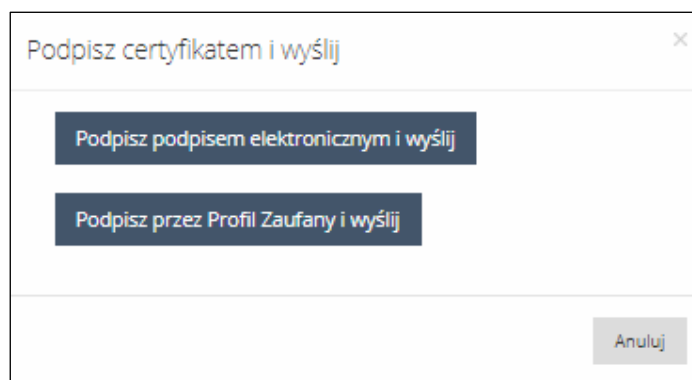 Podpisz certyfikatem i wyślij
×
Podpisz podpisem elektronicznym i wyślij
Podpisz przez Profil Zaufany i wyślij
Anuluj